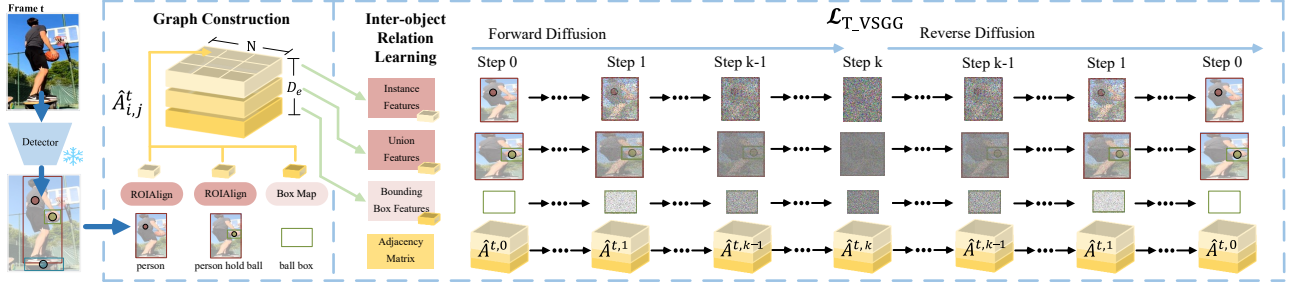 Frame t
Detector
Graph Construction
N
D_e
Â^t_{i,j}
ROIAlign
ROIAlign
Box Map
person
person hold ball
ball box
Inter-object
Relation
Learning
Instance
Features
Union
Features
Bounding
Box Features
Adjacency
Matrix
𝓛_{T_VSGG}
Forward Diffusion
Reverse Diffusion
Step 0
Step 1
Step k-1
Step k
Step k-1
Step 1
Step 0
Â^{t,0}
Â^{t,1}
Â^{t,k-1}
Â^{t,k}
Â^{t,k-1}
Â^{t,1}
Â^{t,0}